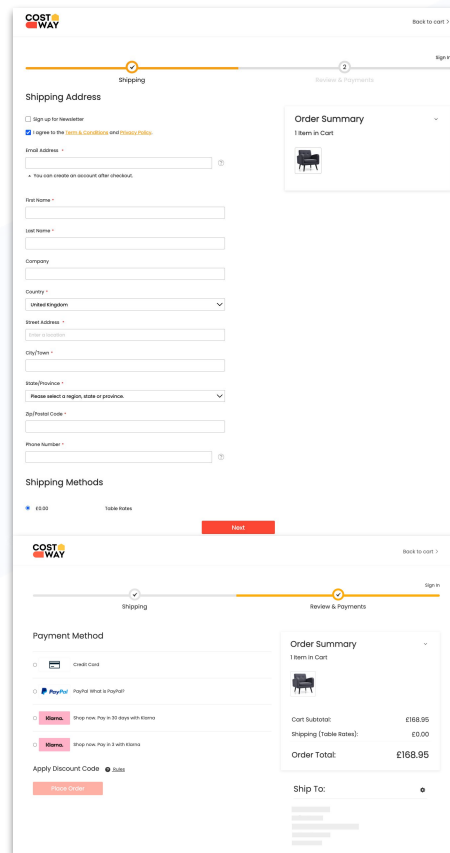 COST
WAY
Back to cart >
Sign In
2
Shipping
Review & Payments
Shipping Address
Sign up for Newsletter
I agree to the Term & Conditions and Privacy Policy.
Email Address *
You can create an account after checkout.
First Name *
Last Name *
Company
Country *
United Kingdom
Street Address *
Enter a location
City/Town *
State/Province *
Please select a region, state or province.
Zip/Postal Code *
Phone Number *
Order Summary
1 Item in Cart
Shipping Methods
£0.00 Table Rates
Next
COST
WAY
Back to cart >
Sign In
Shipping
Review & Payments
Payment Method
Credit Card
PayPal PayPal What is PayPal?
Klarna. Shop now. Pay in 30 days with Klarna
Klarna. Shop now. Pay in 3 with Klarna
Apply Discount Code Rules
Place Order
Order Summary
1 Item in Cart
Cart Subtotal: £168.95
Shipping (Table Rates): £0.00
Order Total: £168.95
Ship To: